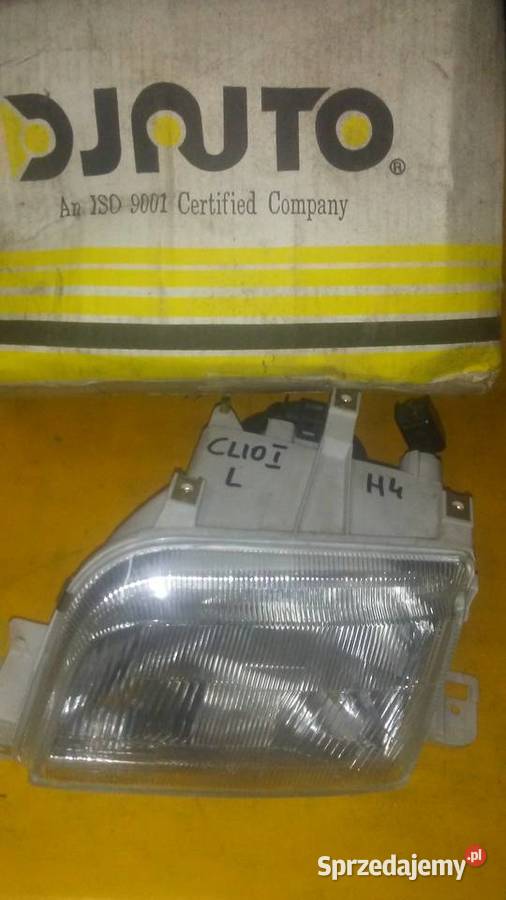 DJAUTO®
An ISO 9001 Certified Company
CLIO I
L
H4
Sprzedajemy.pl